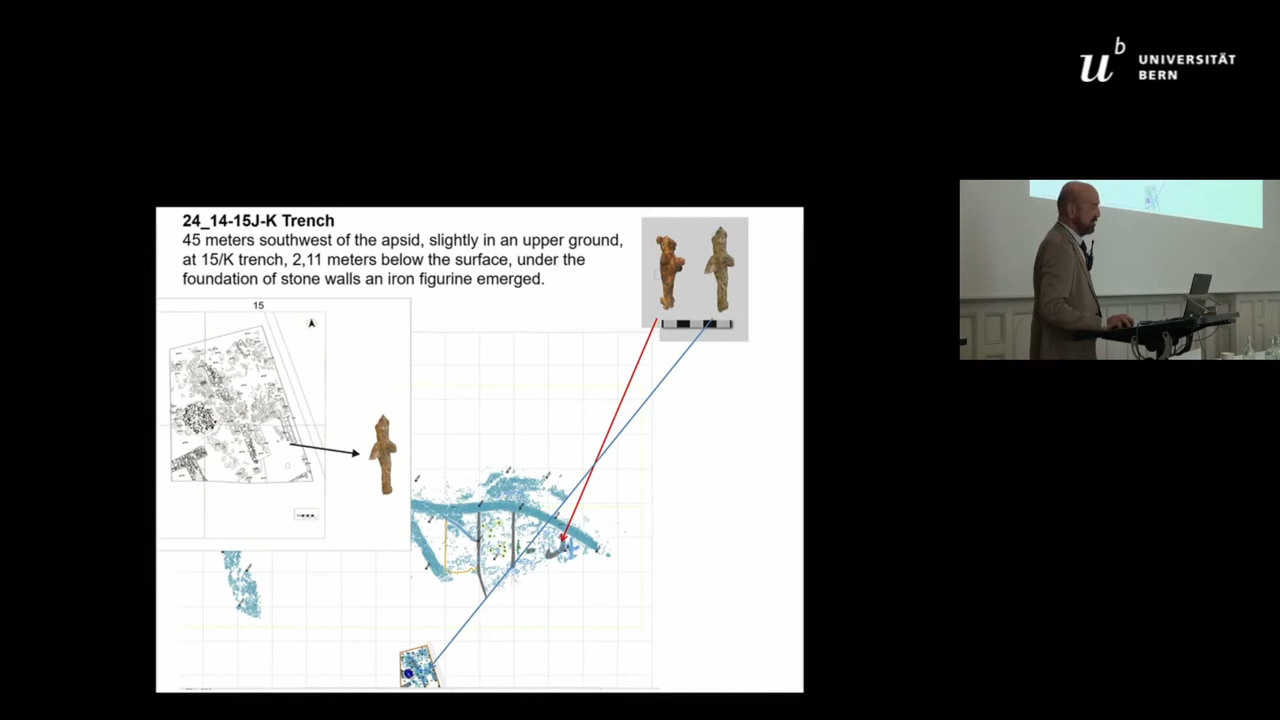 u^b UNIVERSITÄT
BERN
24_14-15J-K Trench
45 meters southwest of the apsid, slightly in an upper ground,
at 15/K trench, 2,11 meters below the surface, under the
foundation of stone walls an iron figurine emerged.
15